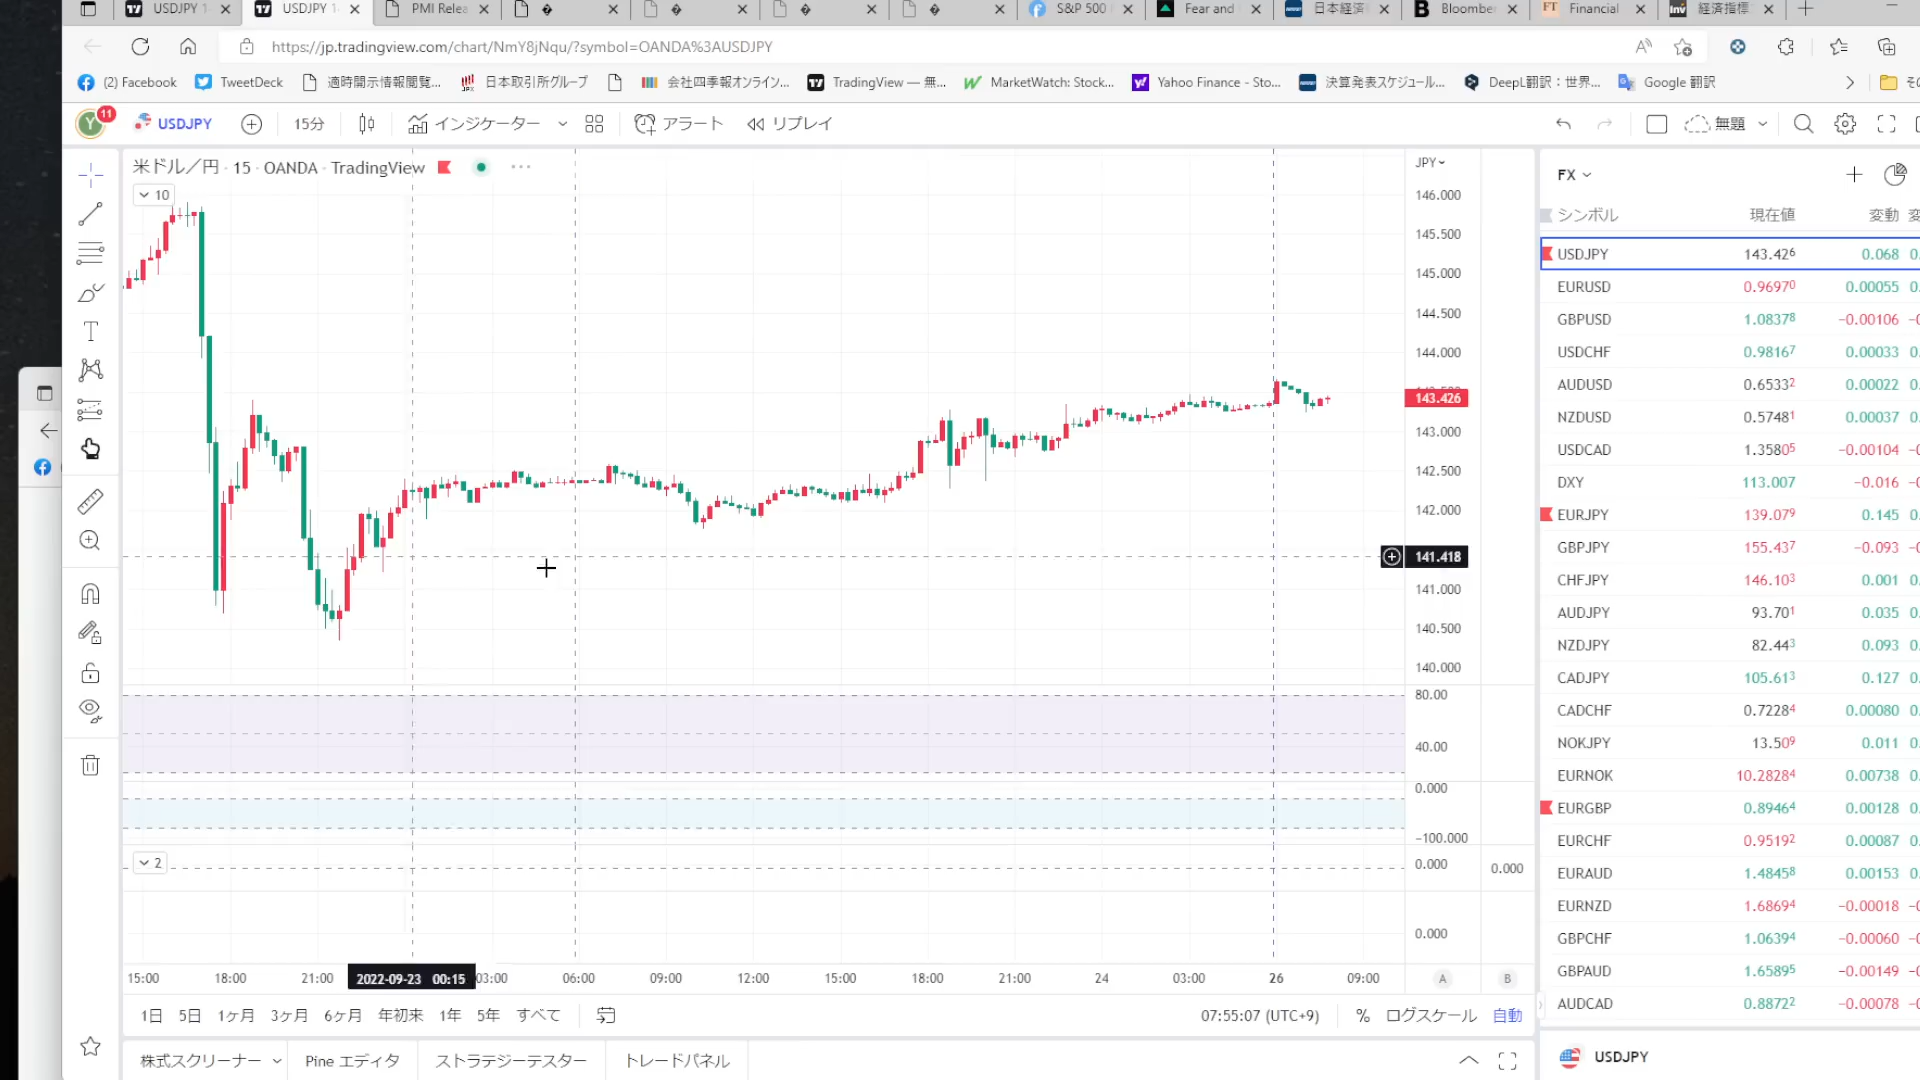 USDJPY 1
USDJPY 14
PMI Relea
S&P 500
Fear and
日本経済
Bloomber
Financial
経済指標
https://jp.tradingview.com/chart/NmY8jNqu/?symbol=OANDA%3AUSDJPY
(2) Facebook
TweetDeck
適時開示情報閲覧...
日本取引所グループ
会社四季報オンライン...
TradingView — 無...
MarketWatch: Stock...
Yahoo Finance - Sto...
決算発表スケジュール...
DeepL翻訳：世界...
Google 翻訳
Y 11
USDJPY
15分
インジケーター
アラート
リプレイ
無題
米ドル／円 · 15 · OANDA · TradingView
10
JPY
146.000
145.500
145.000
144.500
144.000
143.426
143.000
142.500
142.000
141.418
141.000
140.500
140.000
80.00
40.00
0.000
-100.000
2
0.000
0.000
0.000
15:00 18:00 21:00 2022-09-23 00:15 03:00 06:00 09:00 12:00 15:00 18:00 21:00 24 03:00 26 09:00 A B
1日 5日 1ヶ月 3ヶ月 6ヶ月 年初来 1年 5年 すべて
07:55:07 (UTC+9) % ログスケール 自動
株式スクリーナー Pine エディタ ストラテジーテスター トレードパネル
FX
シンボル 現在値 変動
USDJPY 143.426 0.068
EURUSD 0.96970 0.00055
GBPUSD 1.08378 −0.00106
USDCHF 0.98167 0.00033
AUDUSD 0.65332 0.00022
NZDUSD 0.57481 0.00037
USDCAD 1.35805 −0.00104
DXY 113.007 −0.016
EURJPY 139.079 0.145
GBPJPY 155.437 −0.093
CHFJPY 146.103 0.001
AUDJPY 93.701 0.035
NZDJPY 82.443 0.093
CADJPY 105.613 0.127
CADCHF 0.72284 0.00080
NOKJPY 13.509 0.011
EURNOK 10.28284 0.00738
EURGBP 0.89464 0.00128
EURCHF 0.95192 0.00087
EURAUD 1.48458 0.00153
EURNZD 1.68694 −0.00018
GBPCHF 1.06394 −0.00060
GBPAUD 1.65895 −0.00149
AUDCAD 0.88722 −0.00078
USDJPY